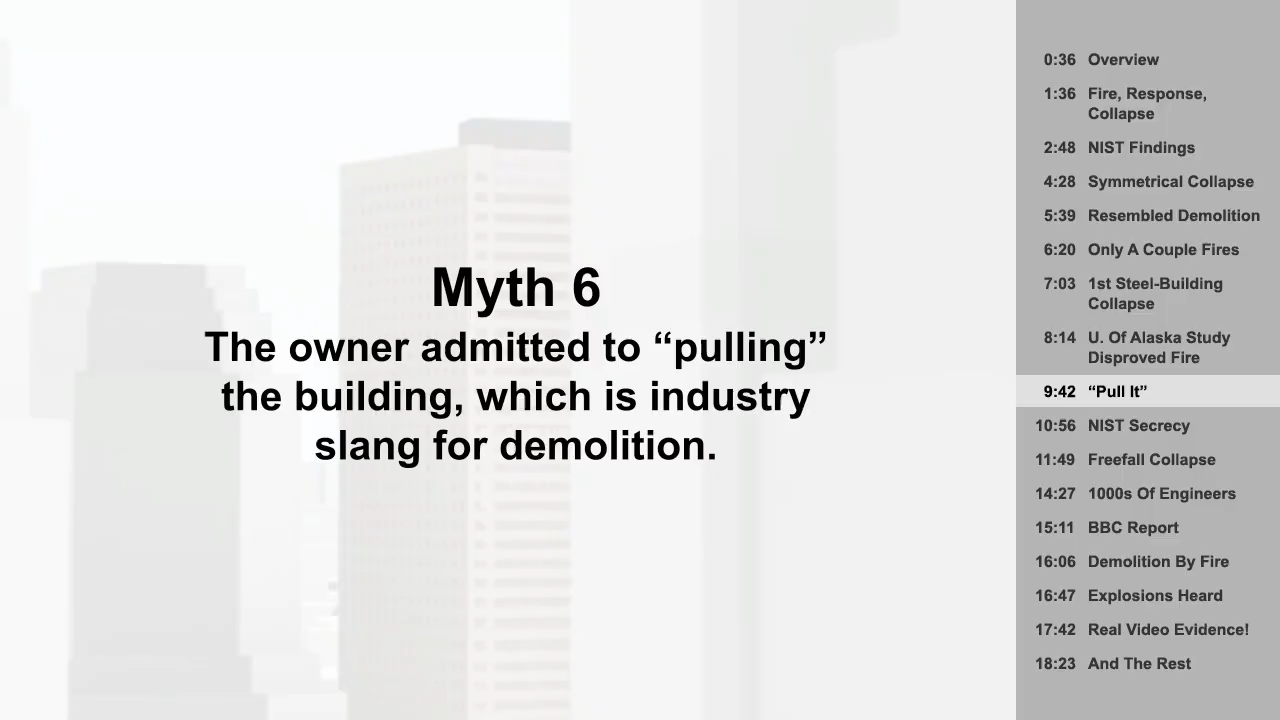 Myth 6
The owner admitted to “pulling”
the building, which is industry
slang for demolition.
0:36 Overview
1:36 Fire, Response,
Collapse
2:48 NIST Findings
4:28 Symmetrical Collapse
5:39 Resembled Demolition
6:20 Only A Couple Fires
7:03 1st Steel-Building
Collapse
8:14 U. Of Alaska Study
Disproved Fire
9:42 “Pull It”
10:56 NIST Secrecy
11:49 Freefall Collapse
14:27 1000s Of Engineers
15:11 BBC Report
16:06 Demolition By Fire
16:47 Explosions Heard
17:42 Real Video Evidence!
18:23 And The Rest